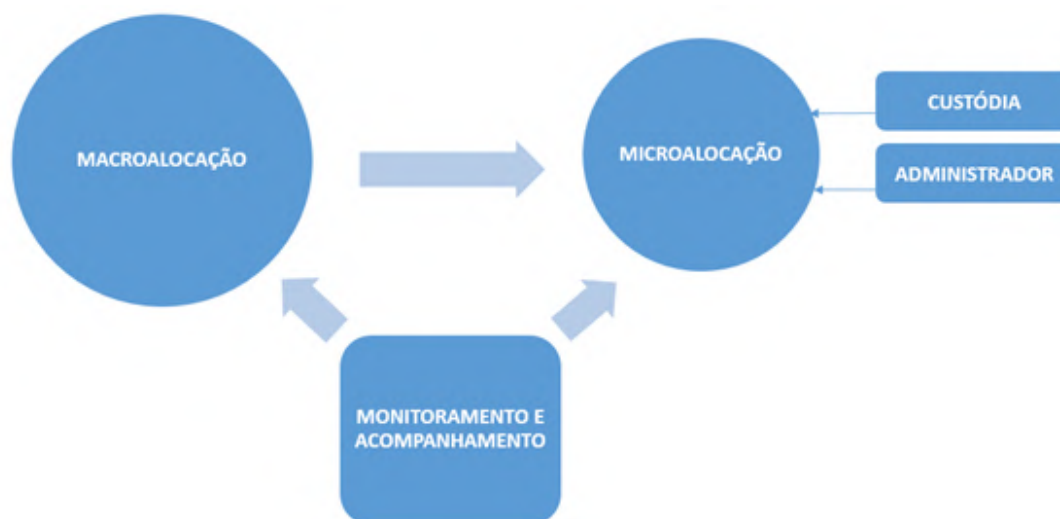 MACROALOCAÇÃO
MICROALOCAÇÃO
CUSTÓDIA
ADMINISTRADOR
MONITORAMENTO E
ACOMPANHAMENTO